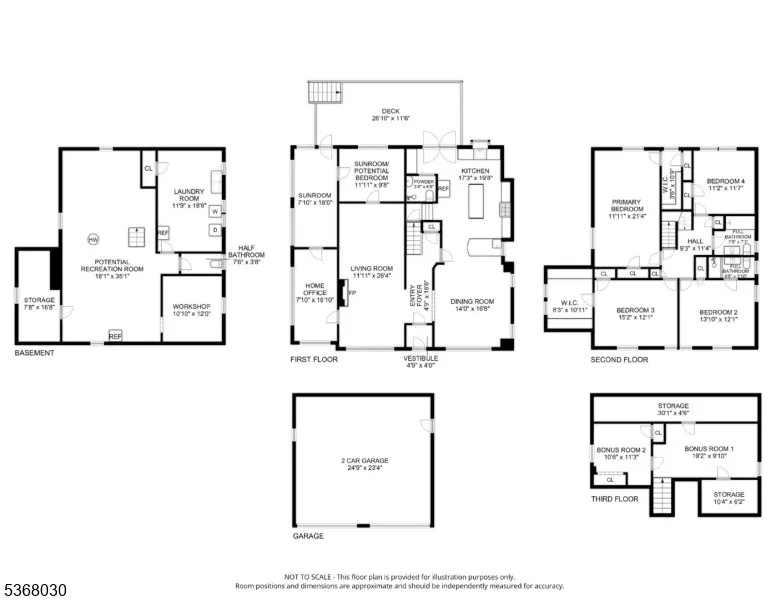 DECK
26'10" x 11'6"
CL
LAUNDRY
ROOM
11'9" x 18'6"
W
D
REF
HW
POTENTIAL
RECREATION ROOM
18'1" x 35'1"
HALF
BATHROOM
7'6" x 3'8"
STORAGE
7'8" x 16'8"
WORKSHOP
10'10" x 12'0"
REF
BASEMENT
SUNROOM
7'10" x 18'0"
SUNROOM/
POTENTIAL
BEDROOM
11'11" x 9'8"
POWDER
REF
KITCHEN
17'3" x 19'8"
CL
LIVING ROOM
11'11" x 26'4"
FP
HOME
OFFICE
7'10" x 16'10"
ENTRY
FOYER
4'9" x 16'6"
DINING ROOM
14'0" x 16'8"
FIRST FLOOR
VESTIBULE
4'9" x 4'0"
PRIMARY
BEDROOM
11'11" x 21'4"
W.I.C
3'6" x 10'9"
CL
CL
BEDROOM 4
11'2" x 11'7"
CL
HALL
9'3" x 11'4"
FULL
BATHROOM
FULL
BATHROOM
CL
CL
CL
CL
W.I.C.
8'3" x 10'11"
BEDROOM 3
15'2" x 12'1"
BEDROOM 2
13'10" x 12'1"
SECOND FLOOR
2 CAR GARAGE
24'9" x 23'4"
GARAGE
STORAGE
30'1" x 4'6"
BONUS ROOM 2
10'6" x 11'3"
CL
BONUS ROOM 1
19'2" x 9'10"
CL
STORAGE
10'4" x 6'2"
THIRD FLOOR
NOT TO SCALE - This floor plan is provided for illustration purposes only.
Room positions and dimensions are approximate and should be independently measured for accuracy.
5368030